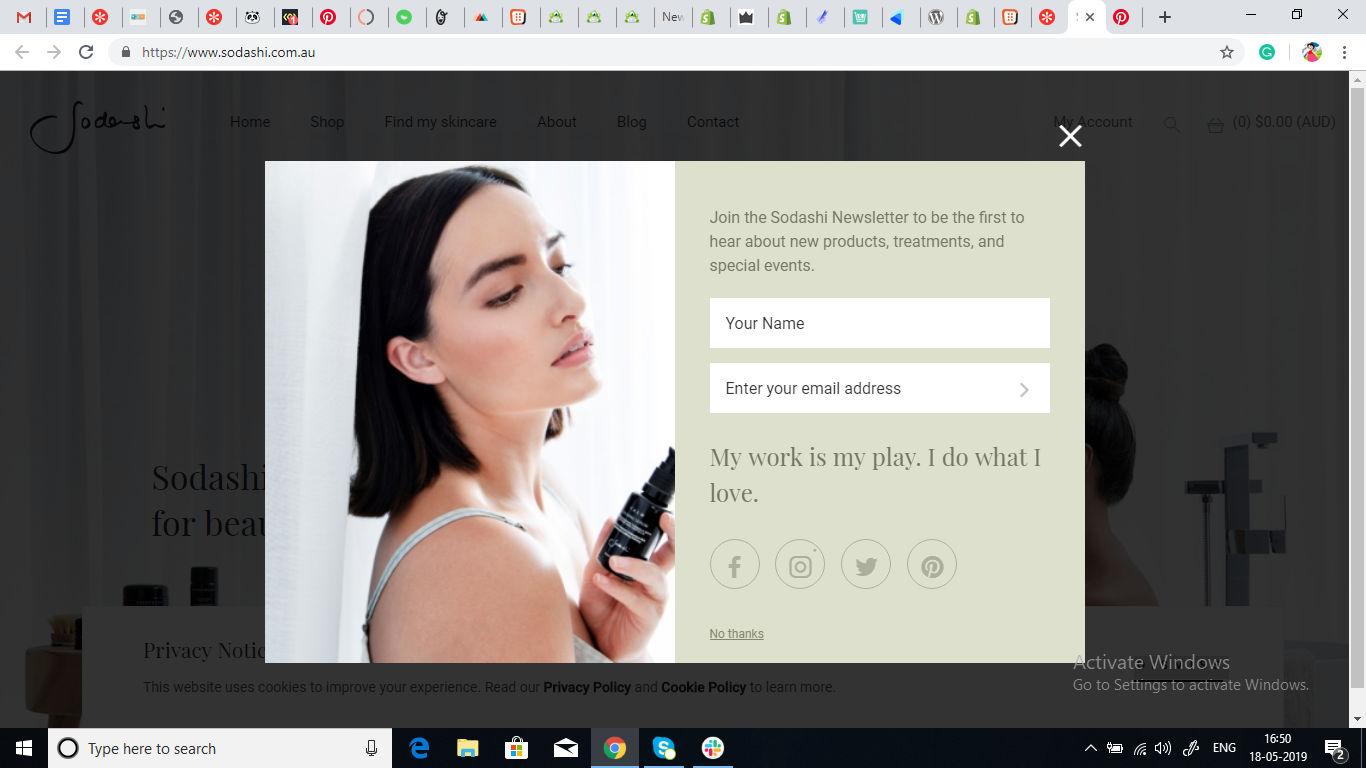 New
S
https://www.sodashi.com.au
Sodashi
Home
Shop
Find my skincare
About
Blog
Contact
My Account
(0) $0.00 (AUD)
Join the Sodashi Newsletter to be the first to
hear about new products, treatments, and
special events.
Your Name
Enter your email address
My work is my play. I do what I
love.
No thanks
Sodashi
for beau
Sodashi
Privacy Notic
This website uses cookies to improve your experience. Read our Privacy Policy and Cookie Policy to learn more.
Activate Windows
Go to Settings to activate Windows.
Type here to search
ENG
16:50
18-05-2019
2